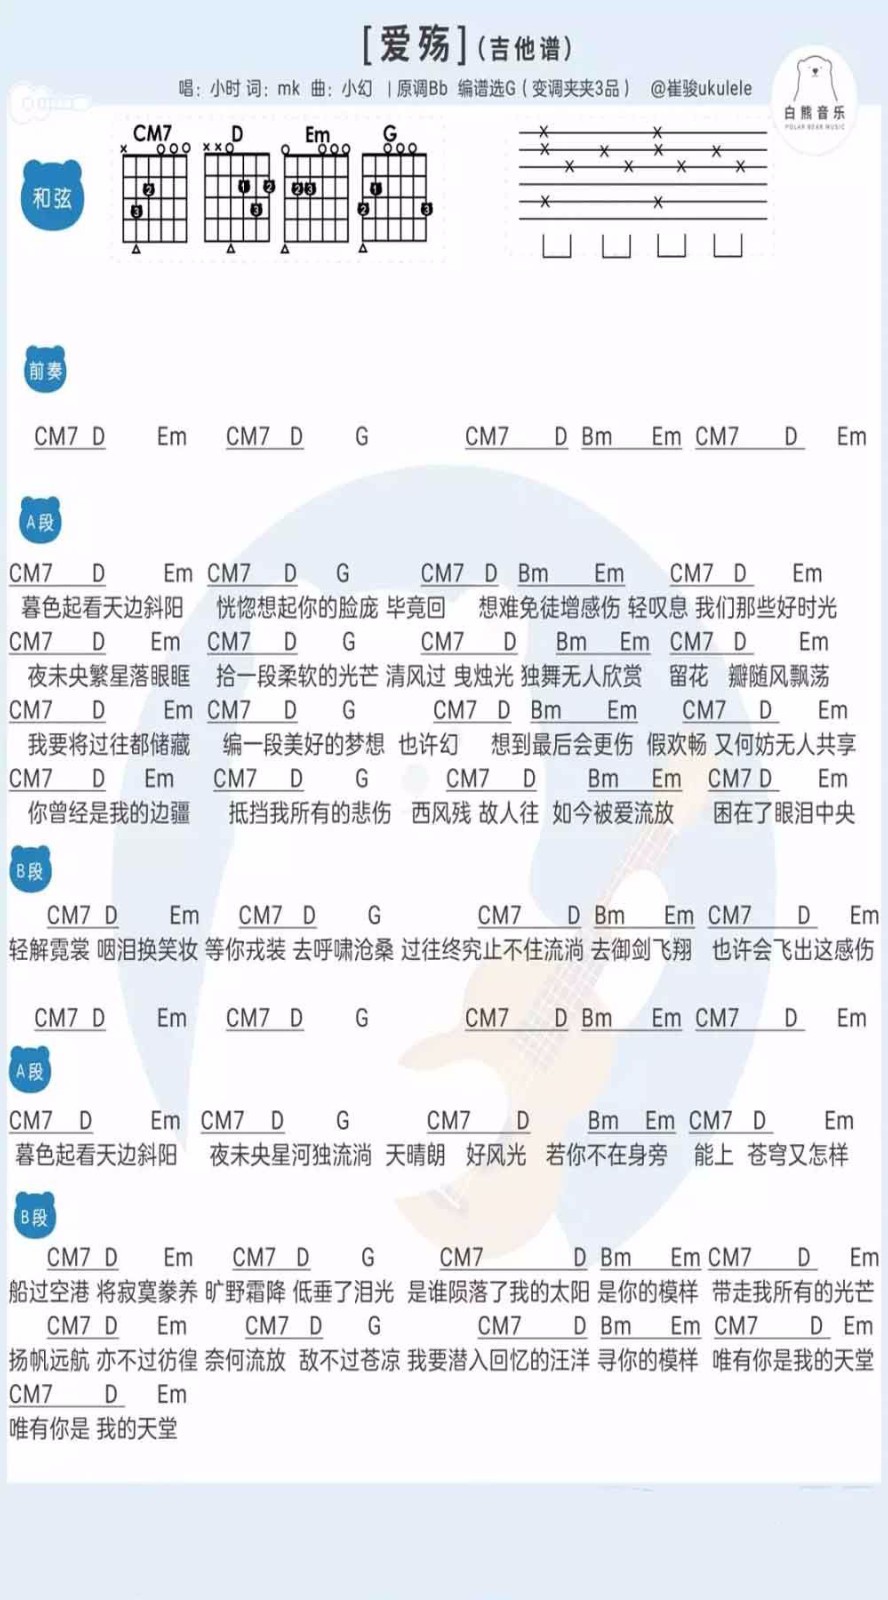 [爱殇](吉他谱)
唱：小时 词：mk 曲：小幻 | 原调Bb 编谱选G（变调夹夹3品） @崔骏ukulele
白熊音乐
POLAR BEAR MUSIC
和弦
CM7 D Em G
前奏
CM7 D Em CM7 D G CM7 D Bm Em CM7 D Em
A段
CM7 D Em CM7 D G CM7 D Bm Em CM7 D Em
暮色起看天边斜阳 恍惚想起你的脸庞 毕竟回 想难免徒增感伤 轻叹息 我们那些好时光
CM7 D Em CM7 D G CM7 D Bm Em CM7 D Em
夜未央繁星落眼眶 拾一段柔软的光芒 清风过 曳烛光 独舞无人欣赏 留花 瓣随风飘荡
CM7 D Em CM7 D G CM7 D Bm Em CM7 D Em
我要将过往都储藏 编一段美好的梦想 也许幻 想到最后会更伤 假欢畅 又何妨无人共享
CM7 D Em CM7 D G CM7 D Bm Em CM7 D Em
你曾经是我的边疆 抵挡我所有的悲伤 西风残 故人往 如今被爱流放 困在了眼泪中央
B段
CM7 D Em CM7 D G CM7 D Bm Em CM7 D Em
轻解霓裳 咽泪换笑妆 等你戎装 去呼啸沧桑 过往终究止不住流淌 去御剑飞翔 也许会飞出这感伤
CM7 D Em CM7 D G CM7 D Bm Em CM7 D Em
A段
CM7 D Em CM7 D G CM7 D Bm Em CM7 D Em
暮色起看天边斜阳 夜未央星河独流淌 天晴朗 好风光 若你不在身旁 能上 苍穹又怎样
B段
CM7 D Em CM7 D G CM7 D Bm Em CM7 D Em
船过空港 将寂寞豢养 旷野霜降 低垂了泪光 是谁陨落了我的太阳 是你的模样 带走我所有的光芒
CM7 D Em CM7 D G CM7 D Bm Em CM7 D Em
扬帆远航 亦不过彷徨 奈何流放 敌不过苍凉 我要潜入回忆的汪洋 寻你的模样 唯有你是我的天堂
CM7 D Em
唯有你是 我的天堂